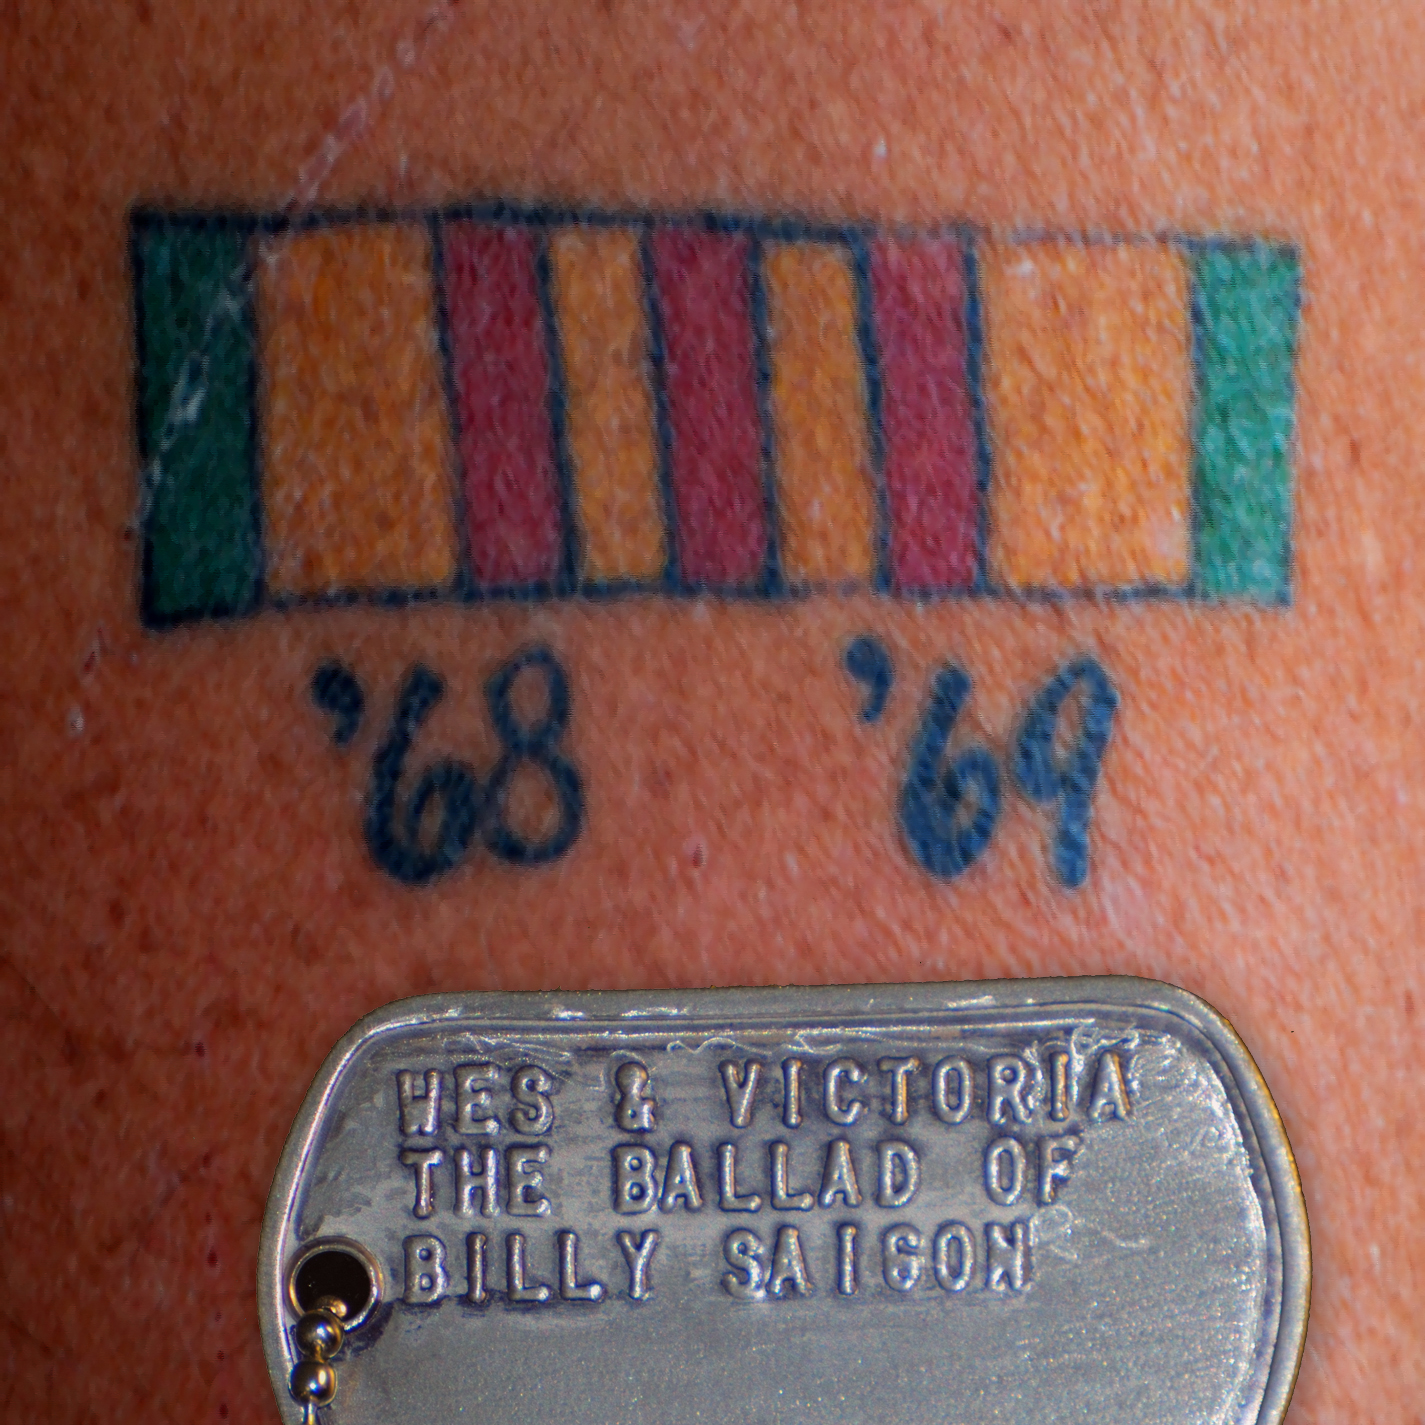 '68 '69
WES & VICTORIA
THE BALLAD OF
BILLY SAIGON